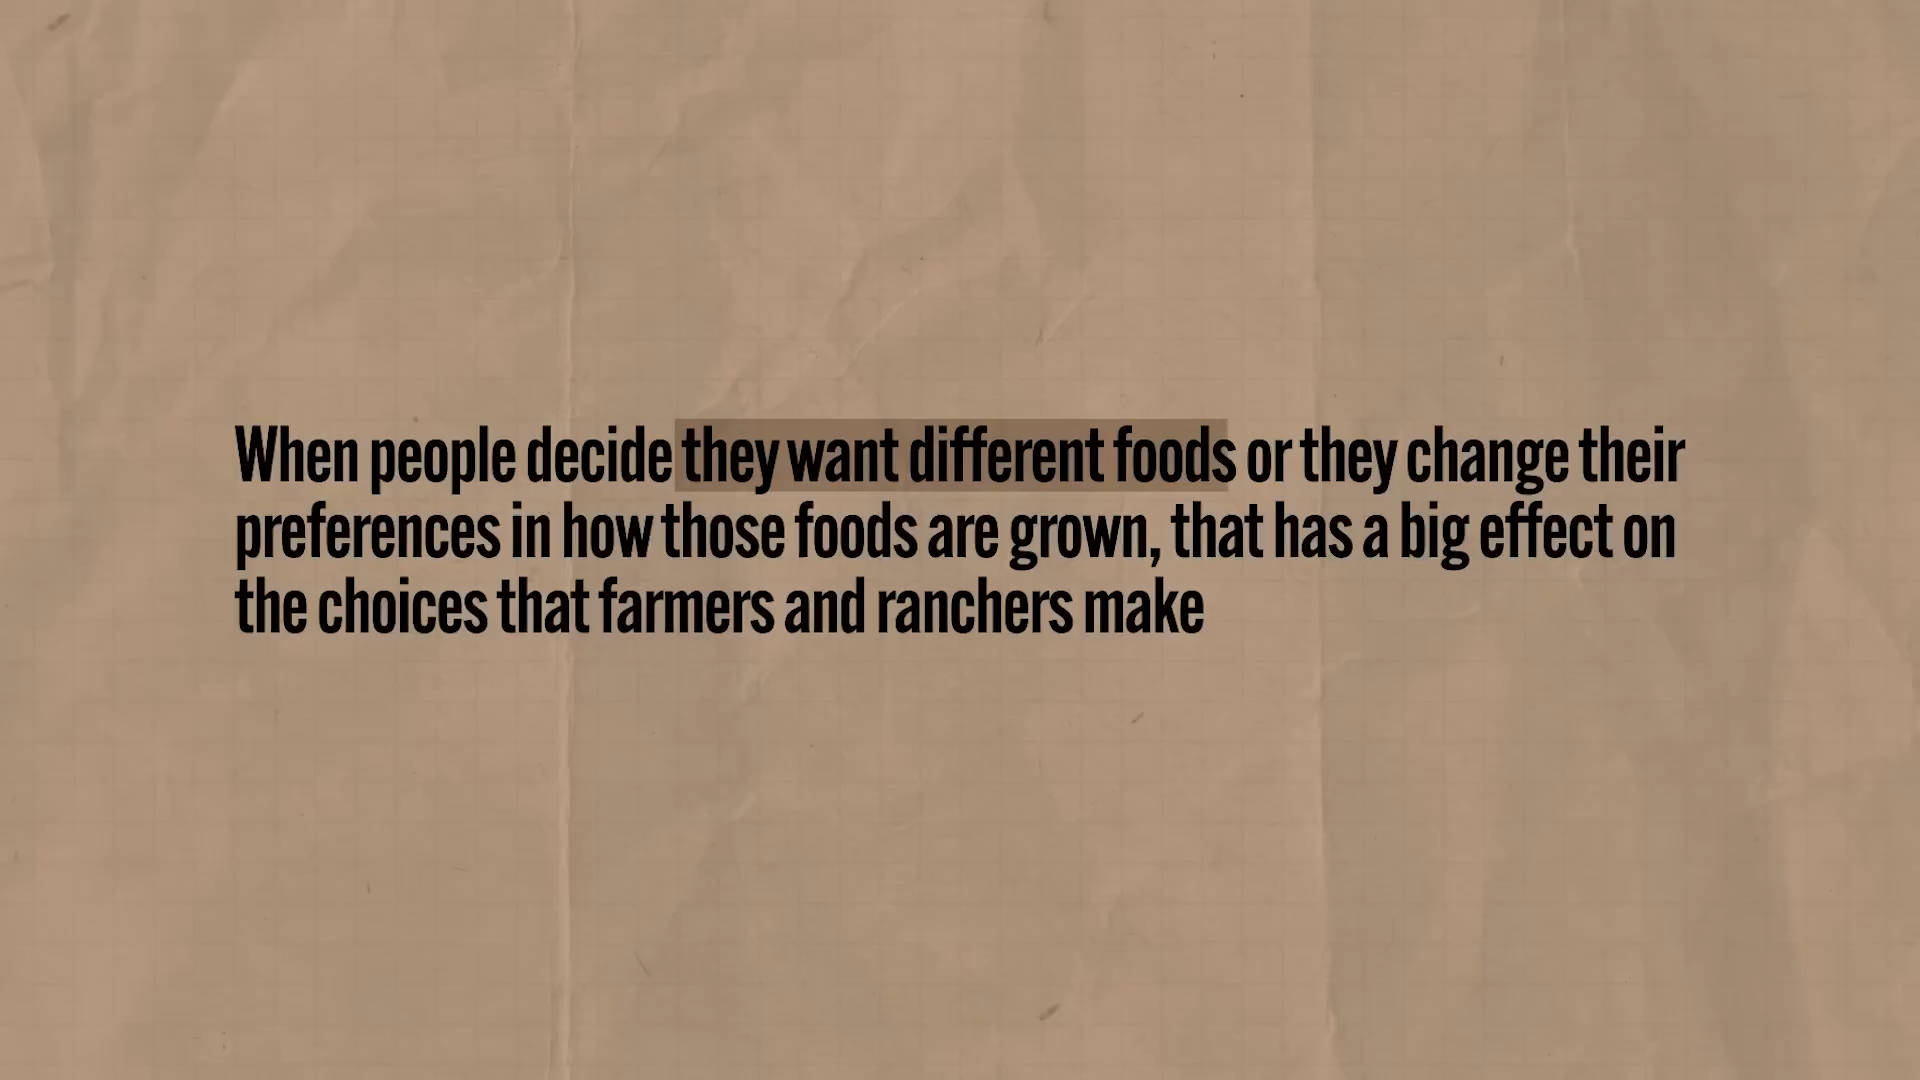 When people decide they want different foods or they change their
preferences in how those foods are grown, that has a big effect on
the choices that farmers and ranchers make